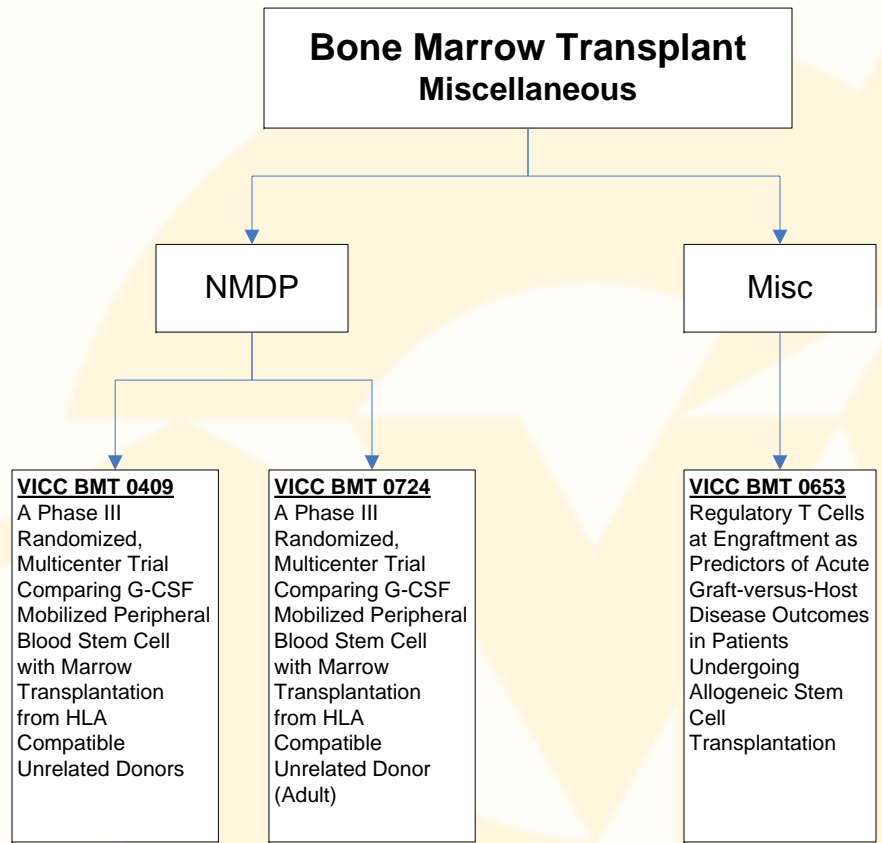 Bone Marrow Transplant
Miscellaneous
NMDP
Misc
VICC BMT 0409
A Phase III
Randomized,
Multicenter Trial
Comparing G-CSF
Mobilized Peripheral
Blood Stem Cell
with Marrow
Transplantation
from HLA
Compatible
Unrelated Donors
VICC BMT 0724
A Phase III
Randomized,
Multicenter Trial
Comparing G-CSF
Mobilized Peripheral
Blood Stem Cell
with Marrow
Transplantation
from HLA
Compatible
Unrelated Donor
(Adult)
VICC BMT 0653
Regulatory T Cells
at Engraftment as
Predictors of Acute
Graft-versus-Host
Disease Outcomes
in Patients
Undergoing
Allogeneic Stem
Cell
Transplantation